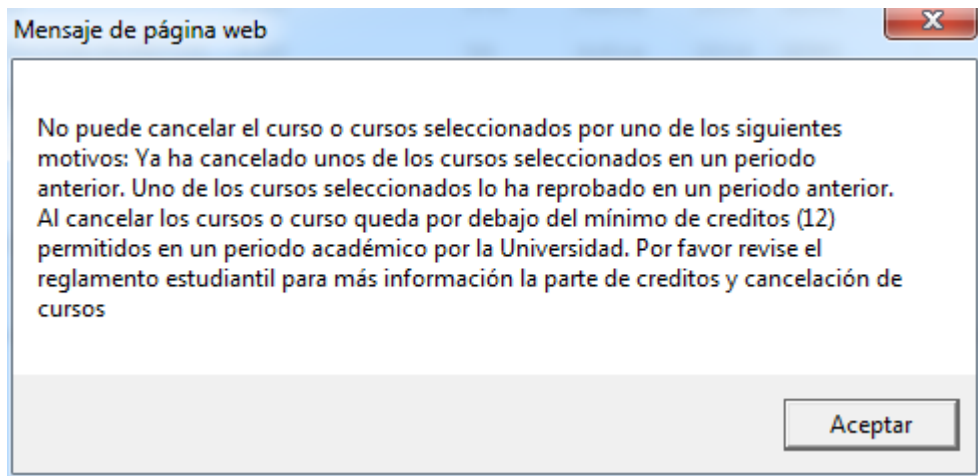 Mensaje de página web
No puede cancelar el curso o cursos seleccionados por uno de los siguientes
motivos: Ya ha cancelado unos de los cursos seleccionados en un periodo
anterior. Uno de los cursos seleccionados lo ha reprobado en un periodo anterior.
Al cancelar los cursos o curso queda por debajo del mínimo de creditos (12)
permitidos en un periodo académico por la Universidad. Por favor revise el
reglamento estudiantil para más información la parte de creditos y cancelación de
cursos
Aceptar